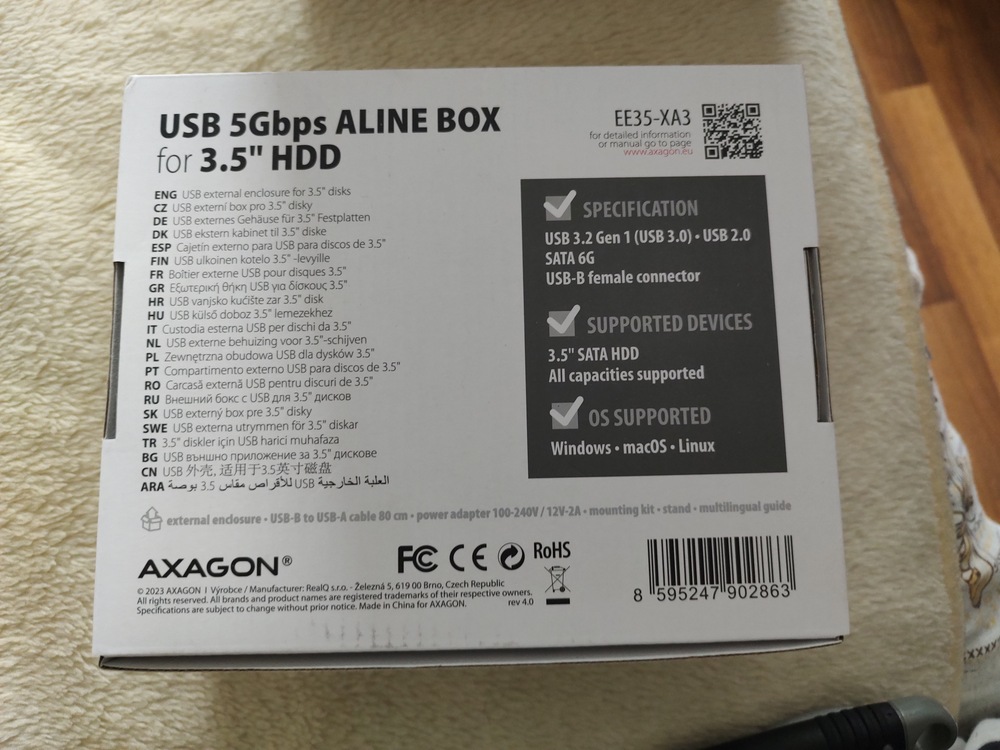 USB 5Gbps ALINE BOX
for 3.5" HDD
EE35-XA3
for detailed information
or manual go to page
www.axagon.eu
ENG USB external enclosure for 3.5" disks
CZ USB externí box pro 3.5" disky
DE USB externes Gehäuse für 3.5" Festplatten
DK USB ekstern kabinet til 3.5" diske
ESP Cajetín externo para USB para discos de 3.5"
FIN USB ulkoinen kotelo 3.5" -levyille
FR Boîtier externe USB pour disques 3.5"
GR Εξωτερική θήκη USB για δίσκους 3.5"
HR USB vanjsko kućište zar 3.5" disk
HU USB külső doboz 3.5" lemezekhez
IT Custodia esterna USB per dischi da 3.5"
NL USB externe behuizing voor 3.5"-schijven
PL Zewnętrzna obudowa USB dla dysków 3.5"
PT Compartimento externo USB para discos de 3.5"
RO Carcasă externă USB pentru discuri de 3.5"
RU Внешний бокс с USB для 3.5" дисков
SK USB externý box pre 3.5" disky
SWE USB externa utrymmen för 3.5" diskar
TR 3.5" diskler için USB harici muhafaza
BG USB външно приложение за 3.5" дискове
CN USB 外壳, 适用于3.5英寸磁盘
ARA العلبة الخارجية USB للأقراص مقاس 3.5 بوصة
SPECIFICATION
USB 3.2 Gen 1 (USB 3.0) • USB 2.0
SATA 6G
USB-B female connector
SUPPORTED DEVICES
3.5" SATA HDD
All capacities supported
OS SUPPORTED
Windows • macOS • Linux
external enclosure • USB-B to USB-A cable 80 cm • power adapter 100-240V / 12V-2A • mounting kit • stand • multilingual guide
AXAGON®
FC CE RoHS
© 2023 AXAGON I Výrobce / Manufacturer: RealQ s.r.o. - Železná 5, 619 00 Brno, Czech Republic
All rights reserved. All brands and product names are registered trademarks of their respective owners.
Specifications are subject to change without prior notice. Made in China for AXAGON. rev 4.0
8 595247 902863